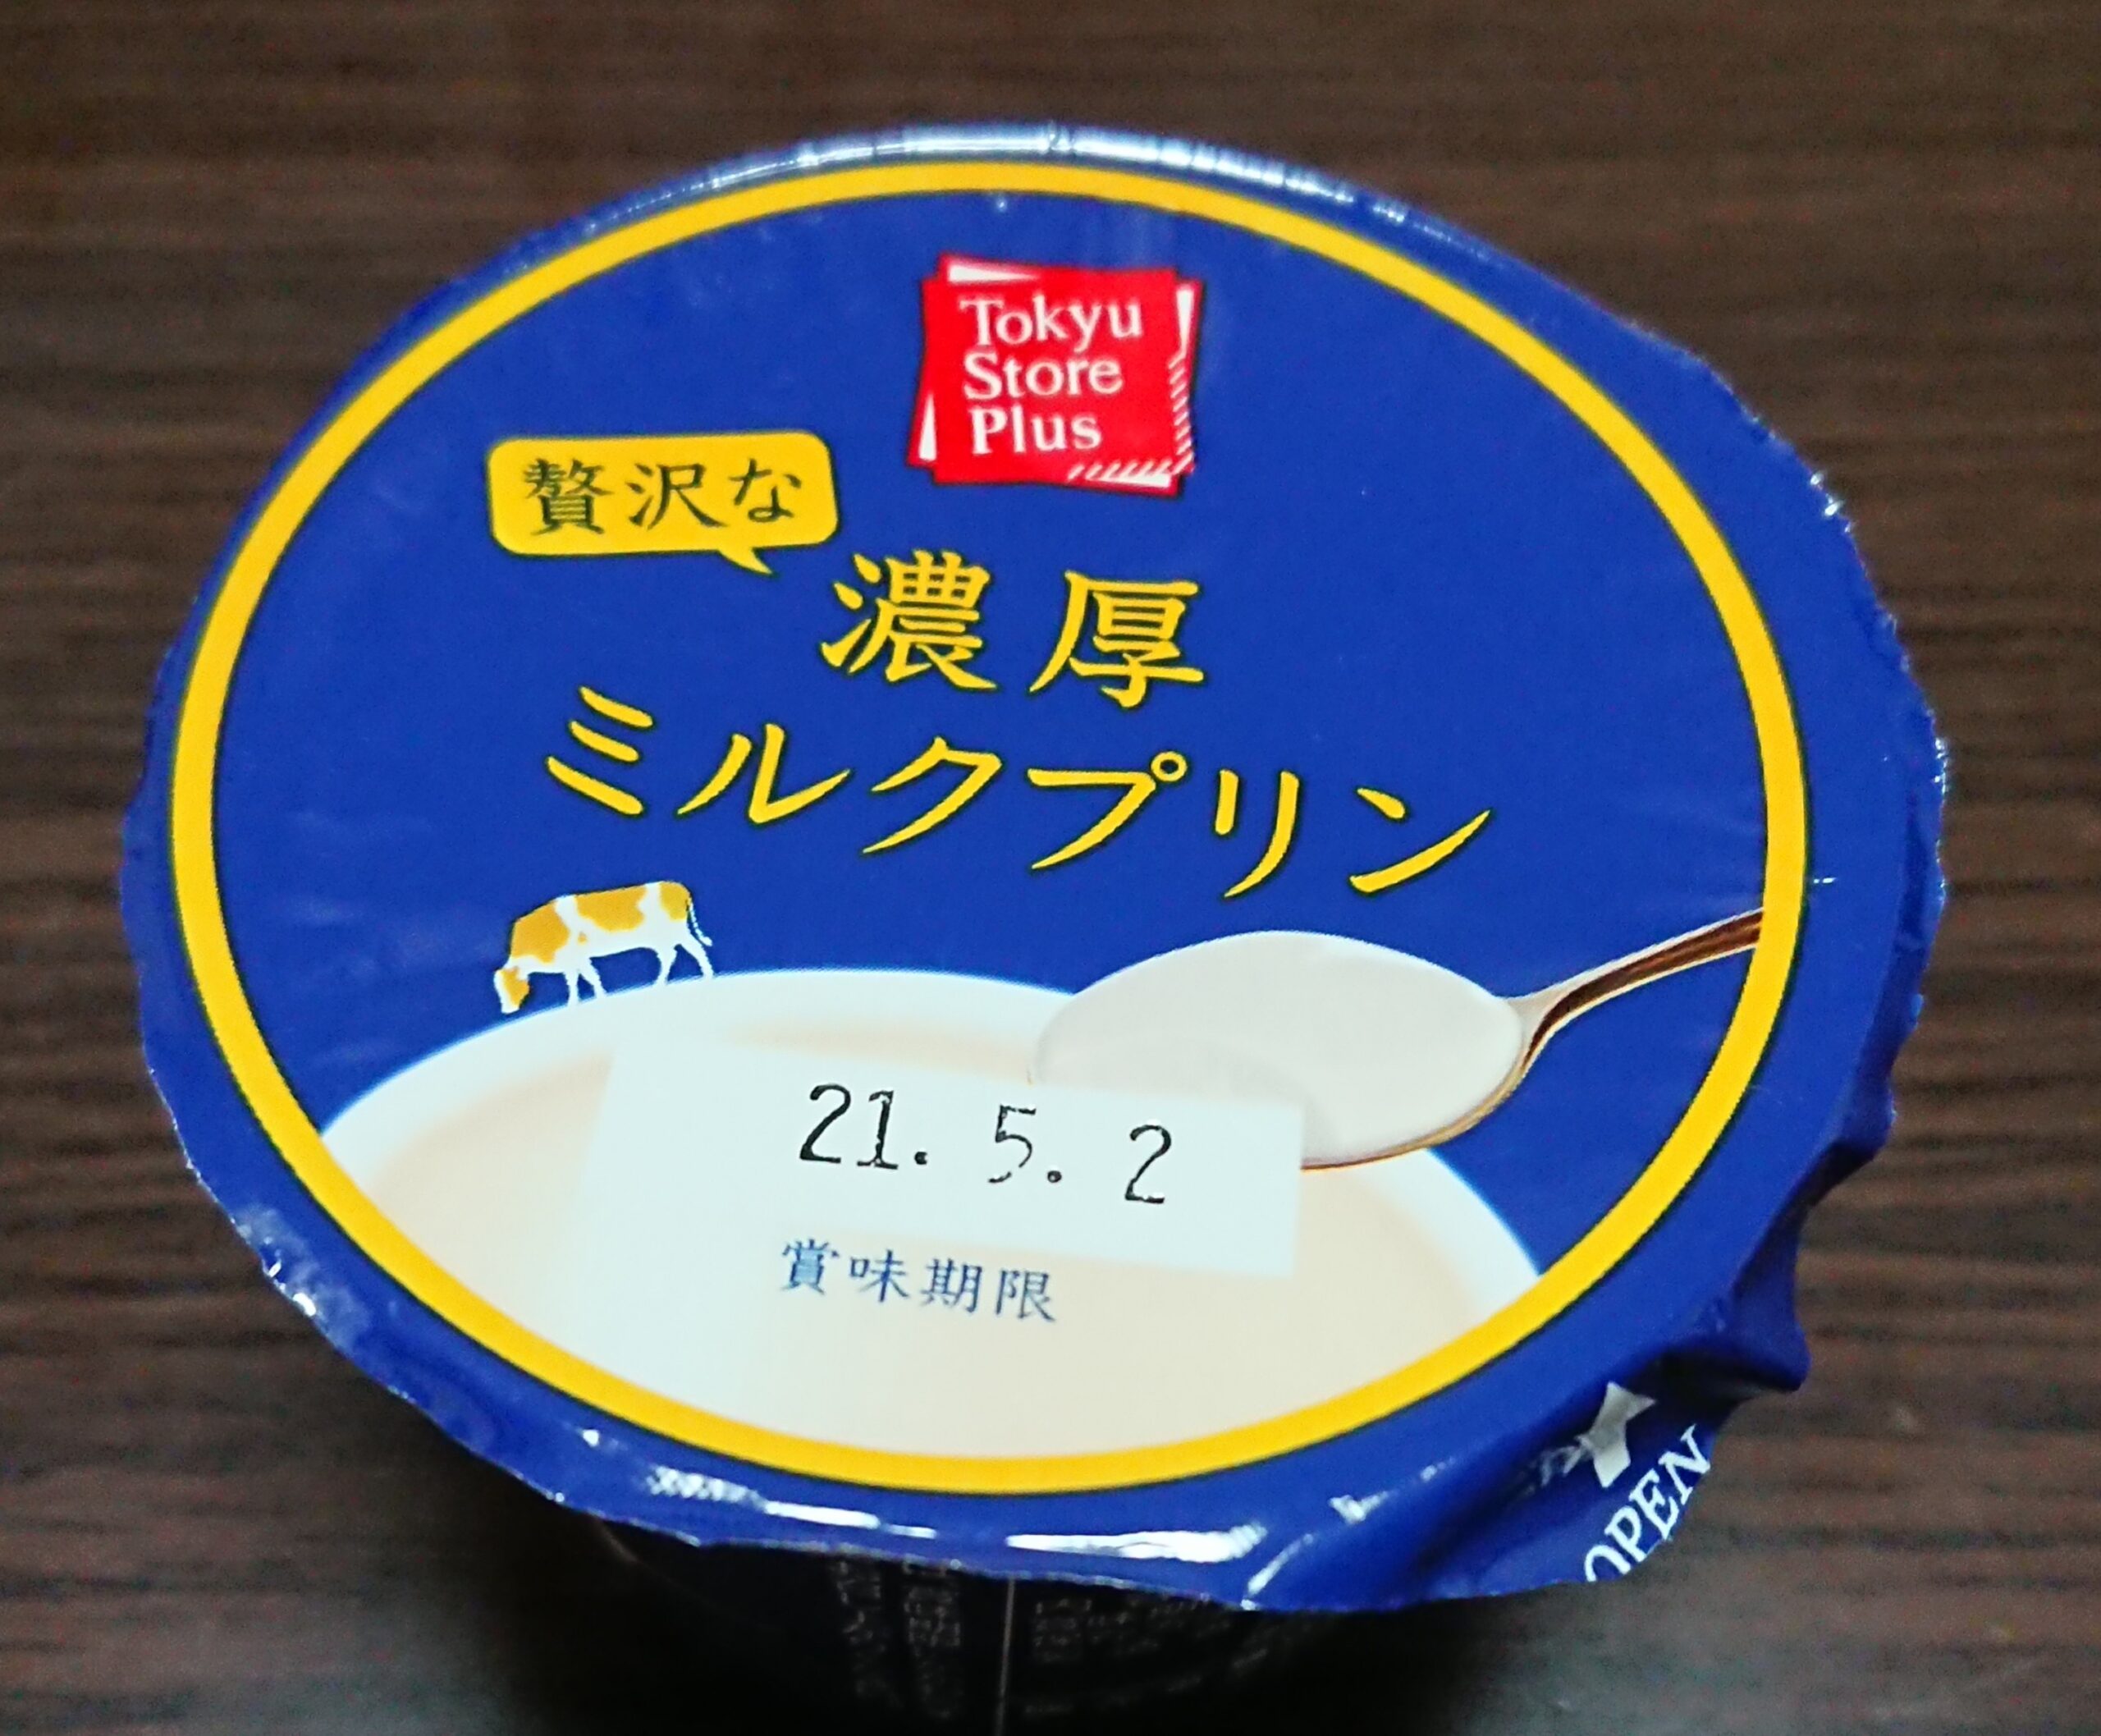 Tokyu
Store
Plus
贅沢な
濃厚
ミルクプリン
21. 5. 2
賞味期限
OPEN